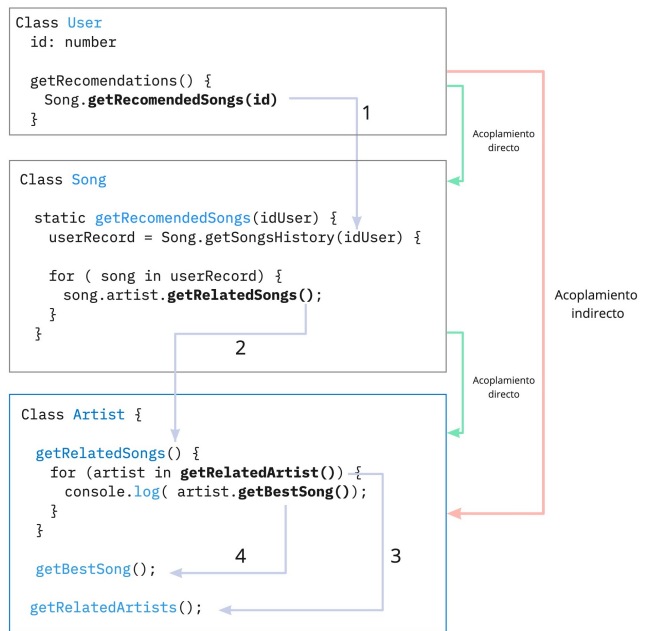 Class User
id: number
getRecomendations() {
Song.getRecomendedSongs(id)
}
1
Acoplamiento
directo
Class Song
static getRecomendedSongs(idUser) {
userRecord = Song.getSongsHistory(idUser) {
for ( song in userRecord) {
song.artist.getRelatedSongs();
}
}
2
Acoplamiento
indirecto
Acoplamiento
directo
Class Artist {
getRelatedSongs() {
for (artist in getRelatedArtist()) {
console.log( artist.getBestSong());
}
}
4
3
getBestSong();
getRelatedArtists();